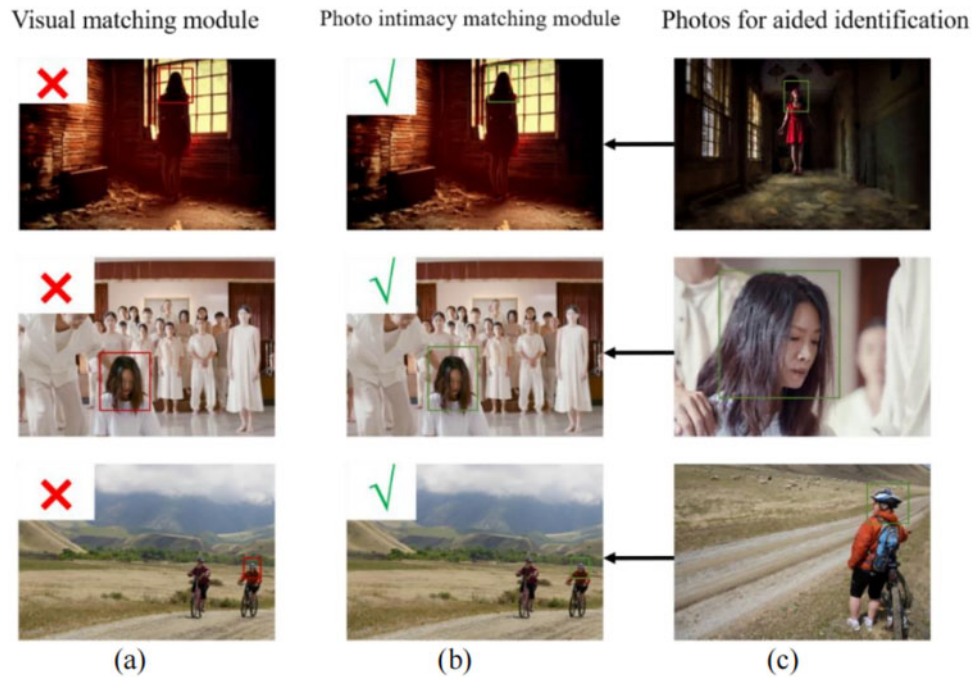 Visual matching module
Photo intimacy matching module
Photos for aided identification
(a)
(b)
(c)